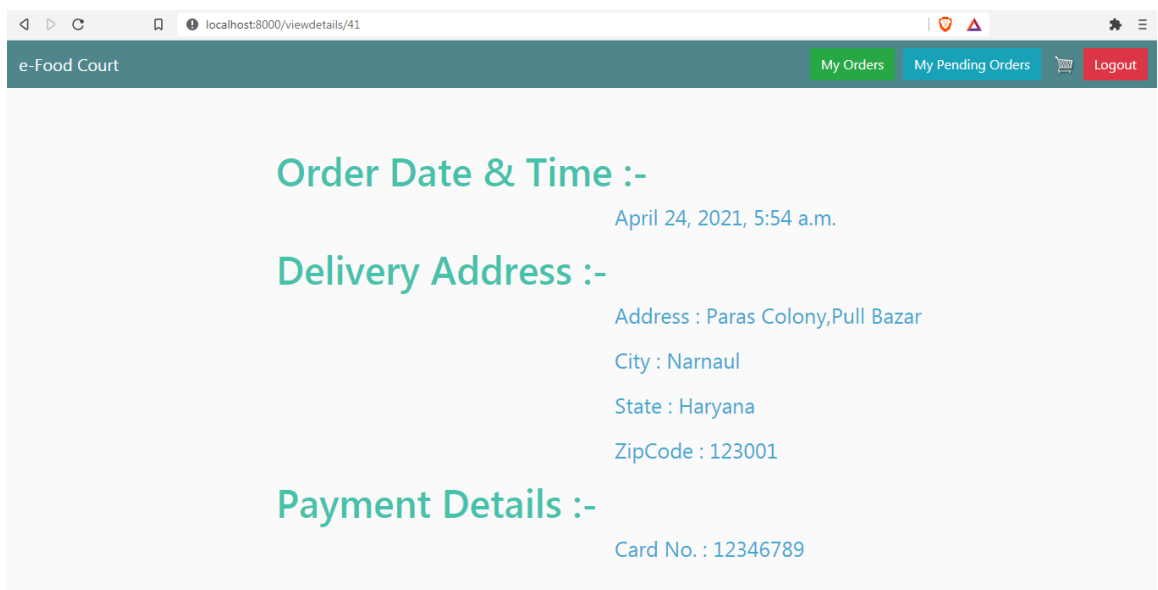 localhost:8000/viewdetails/41
e-Food Court
My Orders
My Pending Orders
Logout
Order Date & Time :-
April 24, 2021, 5:54 a.m.
Delivery Address :-
Address : Paras Colony,Pull Bazar
City : Narnaul
State : Haryana
ZipCode : 123001
Payment Details :-
Card No. : 12346789